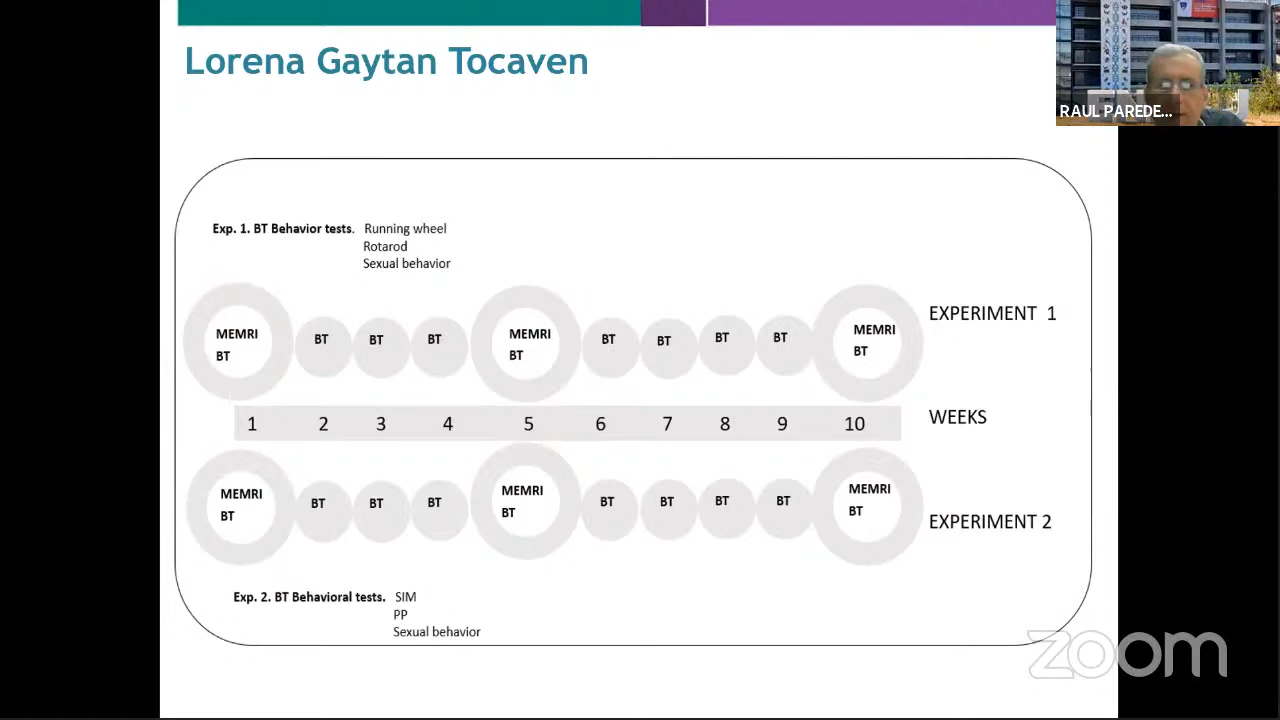 Lorena Gaytan Tocaven
RAUL PAREDE...
Exp. 1. BT Behavior tests. Running wheel
Rotarod
Sexual behavior
EXPERIMENT 1
MEMRI BT
BT
BT
BT
MEMRI BT
BT
BT
BT
BT
MEMRI BT
WEEKS
1 2 3 4 5 6 7 8 9 10
MEMRI BT
BT
BT
BT
MEMRI BT
BT
BT
BT
BT
MEMRI BT
EXPERIMENT 2
Exp. 2. BT Behavioral tests. SIM
PP
Sexual behavior
zoom